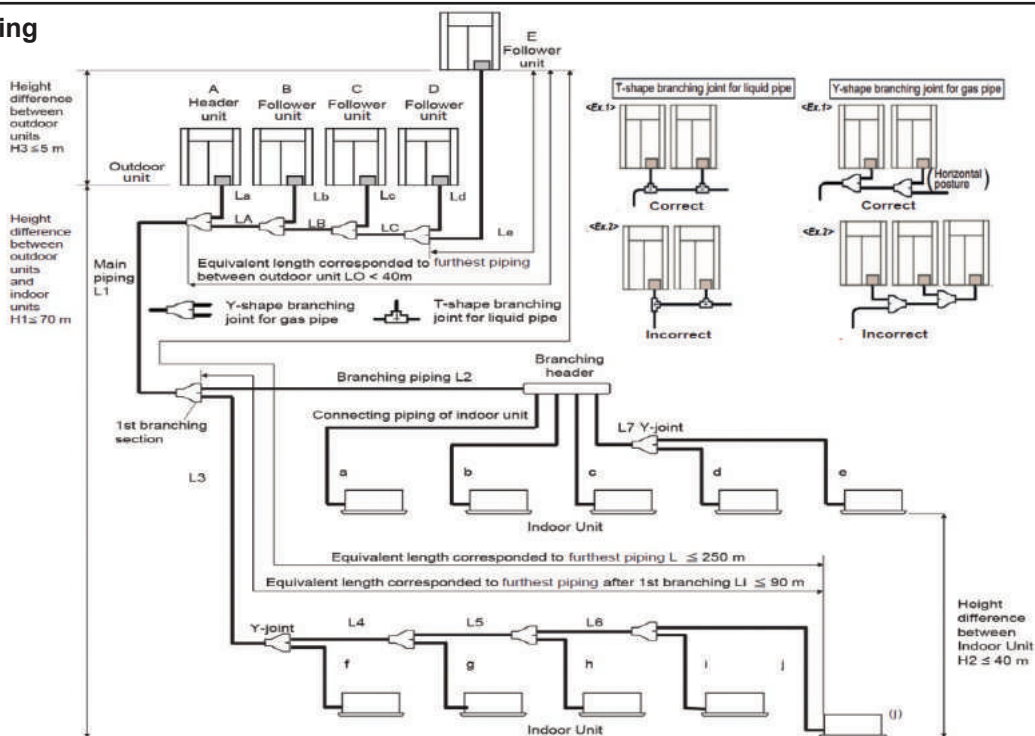 ing
E
Follower
unit
Height
difference
between
outdoor
units
H3 ≤5 m
A
Header
unit
B
Follower
unit
C
Follower
unit
D
Follower
unit
Outdoor
unit
La
Lb
Lc
Ld
LA
LB
LC
Le
Height
difference
between
outdoor
units
and
indoor
units
H1≤ 70 m
Main
piping
L1
Equivalent length corresponded to furthest piping
between outdoor unit LO < 40m
Y-shape branching
joint for gas pipe
T-shape branching
joint for liquid pipe
T-shape branching joint for liquid pipe
<Ex.1>
Correct
<Ex.2>
Incorrect
Y-shape branching joint for gas pipe
<Ex.1>
(Horizontal
posture)
Correct
<Ex.2>
Incorrect
Branching piping L2
Branching
header
1st branching
section
Connecting piping of indoor unit
L7 Y-joint
L3
a
b
c
d
e
Indoor Unit
Equivalent length corresponded to furthest piping L ≤ 250 m
Equivalent length corresponded to furthest piping after 1st branching Li ≤ 90 m
Height
difference
between
Indoor Unit
H2 ≤ 40 m
Y-joint
L4
L5
L6
f
g
h
i
j
(j)
Indoor Unit